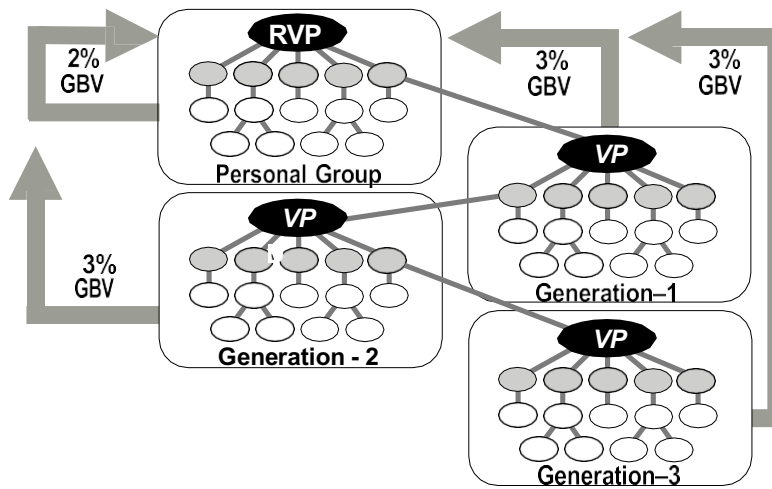 RVP
2%
GBV
3%
GBV
3%
GBV
Personal Group
VP
VP
3%
GBV
Generation–1
Generation - 2
VP
Generation–3